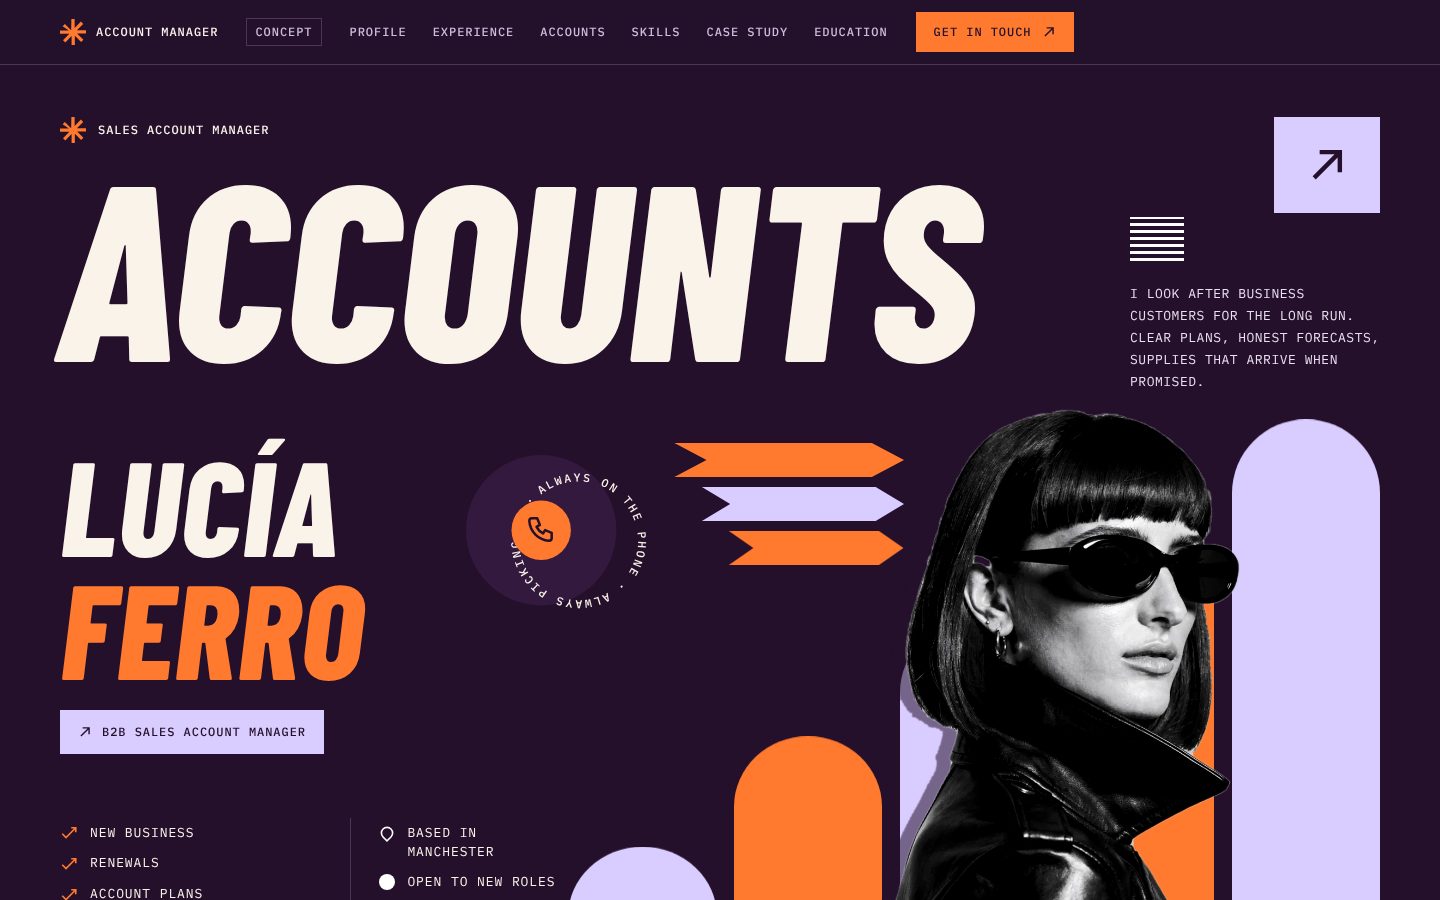 ACCOUNT MANAGER
CONCEPT
PROFILE
EXPERIENCE
ACCOUNTS
SKILLS
CASE STUDY
EDUCATION
GET IN TOUCH
SALES ACCOUNT MANAGER
ACCOUNTS
I LOOK AFTER BUSINESS
CUSTOMERS FOR THE LONG RUN.
CLEAR PLANS, HONEST FORECASTS,
SUPPLIES THAT ARRIVE WHEN
PROMISED.
LUCÍA
FERRO
· ALWAYS ON THE PHONE · ALWAYS PICKING
B2B SALES ACCOUNT MANAGER
NEW BUSINESS
RENEWALS
ACCOUNT PLANS
BASED IN
MANCHESTER
OPEN TO NEW ROLES